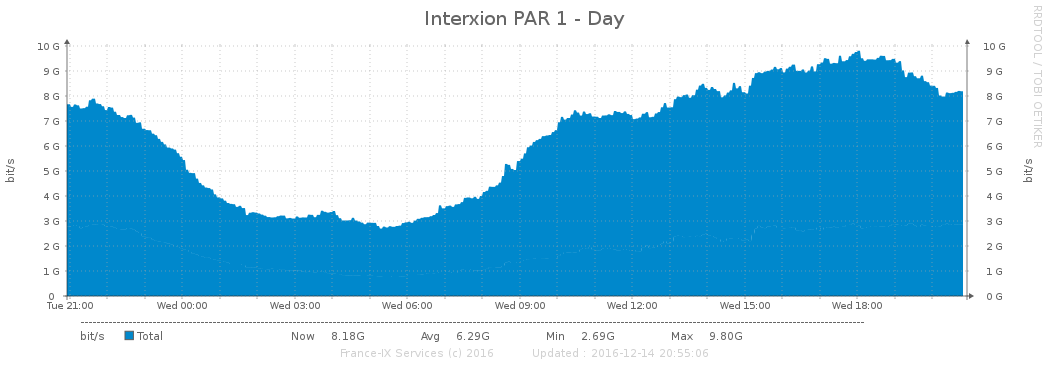 Interxion PAR 1 - Day
RRDTOOL / TOBI OETIKER
10 G 10 G
9 G 9 G
8 G 8 G
7 G 7 G
6 G 6 G
bit/s bit/s
5 G 5 G
4 G 4 G
3 G 3 G
2 G 2 G
1 G 1 G
0 0 G
Tue 21:00 Wed 00:00 Wed 03:00 Wed 06:00 Wed 09:00 Wed 12:00 Wed 15:00 Wed 18:00
bit/s Total Now 8.18G Avg 6.29G Min 2.69G Max 9.80G
France-IX Services (c) 2016 Updated : 2016-12-14 20:55:06